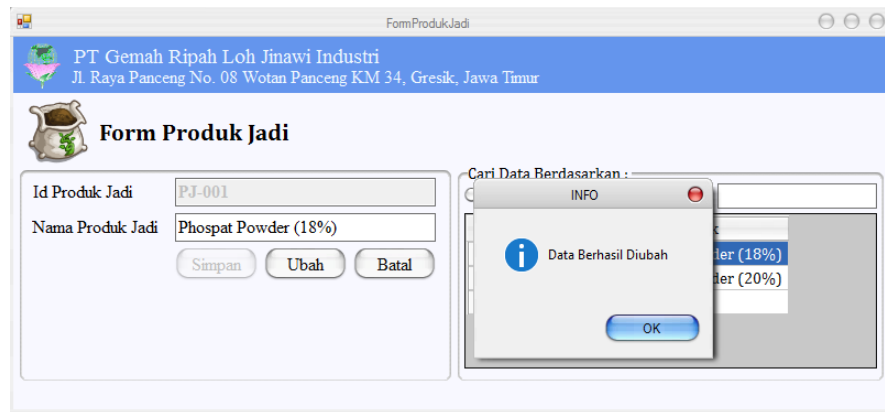 FormProdukJadi
PT Gemah Ripah Loh Jinawi Industri
Jl. Raya Panceng No. 08 Wotan Panceng KM 34, Gresik, Jawa Timur
Form Produk Jadi
Id Produk Jadi
PJ-001
Nama Produk Jadi
Phospat Powder (18%)
Simpan
Ubah
Batal
Cari Data Berdasarkan :
INFO
Data Berhasil Diubah
OK
(18%)
(20%)